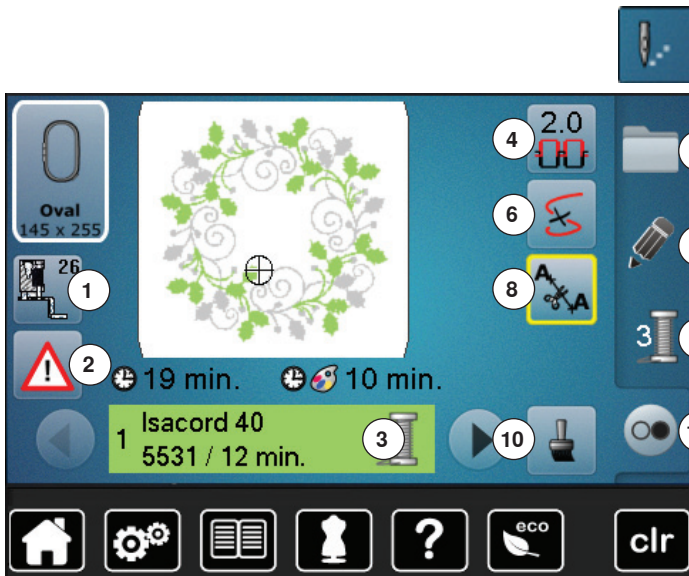 2.0
4
Oval
145 x 255
6
26
1
8
A
A
2
3
19 min.
10 min.
1
Isacord 40
5531 / 12 min.
3
10
?
eco
clr